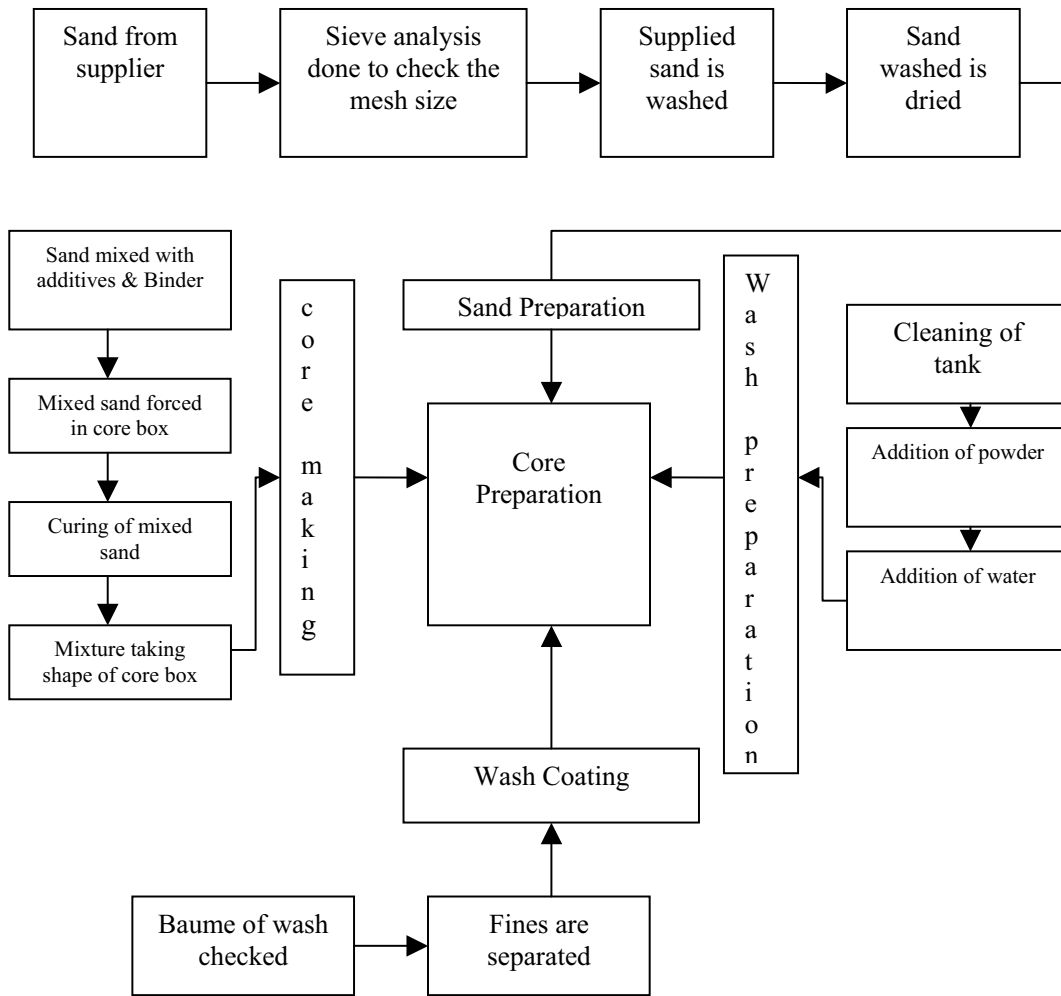 Sand from
supplier
Sieve analysis
done to check the
mesh size
Supplied
sand is
washed
Sand
washed is
dried
Sand mixed with
additives & Binder
Mixed sand forced
in core box
Curing of mixed
sand
Mixture taking
shape of core box
core making
Sand Preparation
Core
Preparation
Wash preparation
Cleaning of
tank
Addition of powder
Addition of water
Wash Coating
Baume of wash
checked
Fines are
separated